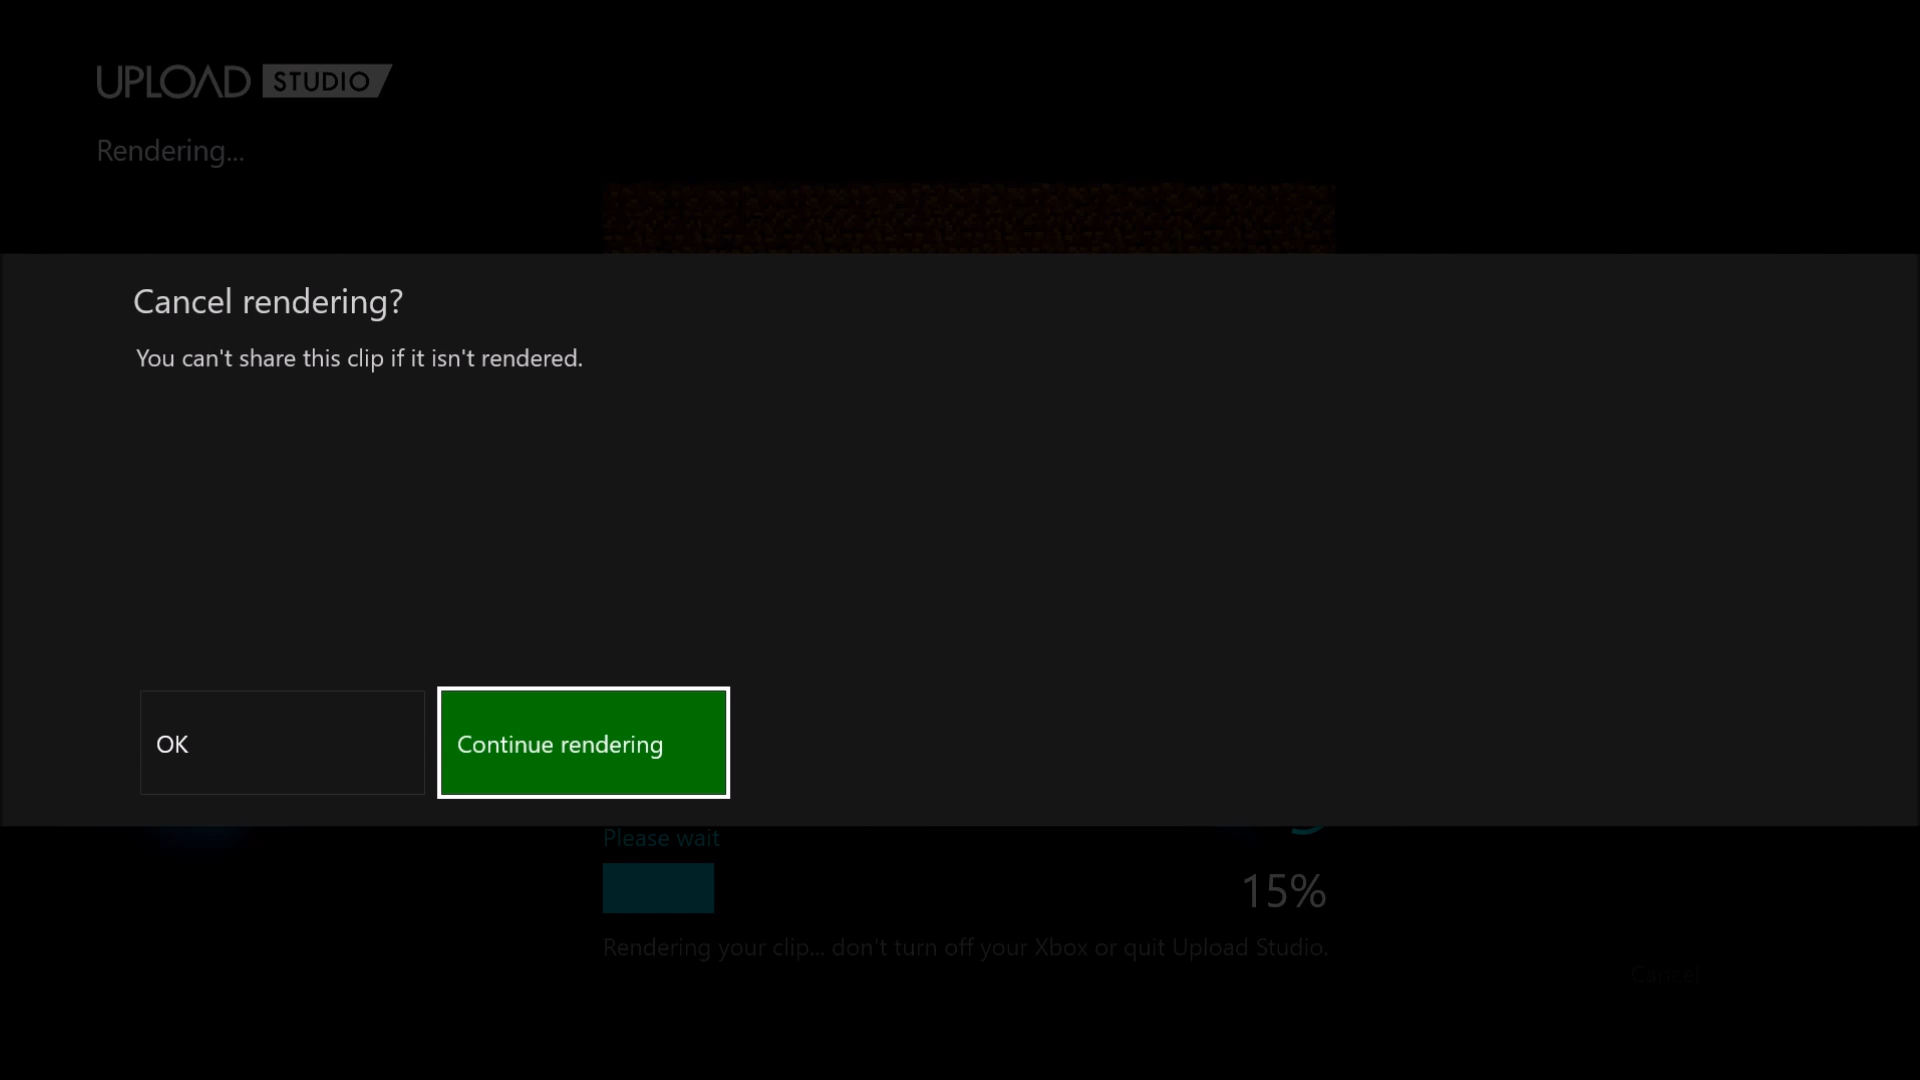 UPLOAD STUDIO
Rendering...
Cancel rendering?
You can't share this clip if it isn't rendered.
OK
Continue rendering
Please wait
15%
Rendering your clip... don't turn off your Xbox or quit Upload Studio.
Cancel